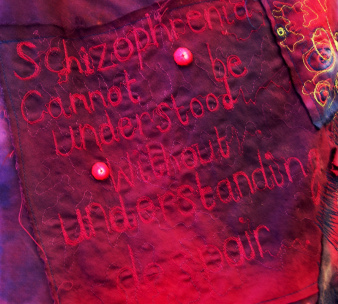 Schizophrenia
Cannot be
understood
without
understandin
despair